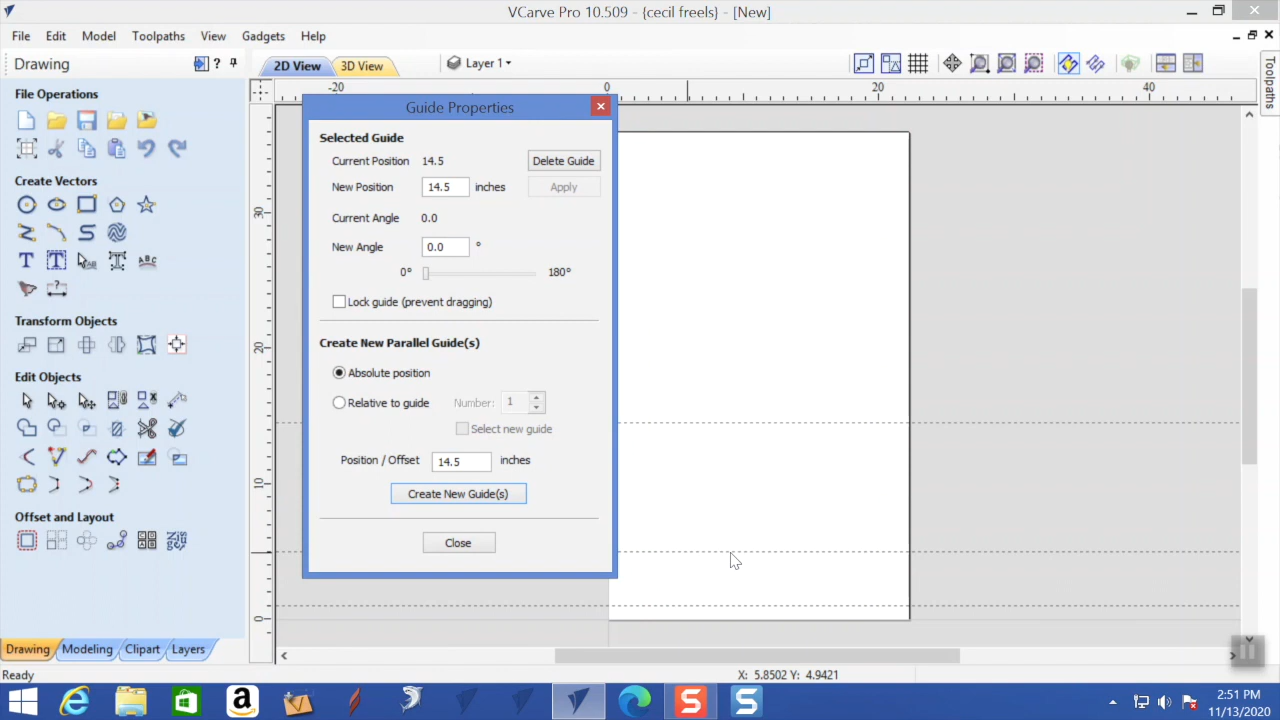 VCarve Pro 10.509 - {cecil freels} - [New]
File Edit Model Toolpaths View Gadgets Help
Drawing
2D View 3D View Layer 1
File Operations
Create Vectors
Transform Objects
Edit Objects
Offset and Layout
Drawing Modeling Clipart Layers
Ready
-20 0 20 40
30
20
10
0
Guide Properties
Selected Guide
Current Position 14.5 Delete Guide
New Position 14.5 inches Apply
Current Angle 0.0
New Angle 0.0 °
0° 180°
Lock guide (prevent dragging)
Create New Parallel Guide(s)
Absolute position
Relative to guide Number: 1
Select new guide
Position / Offset 14.5 inches
Create New Guide(s)
Close
Toolpaths
X: 5.8502 Y: 4.9421
2:51 PM
11/13/2020